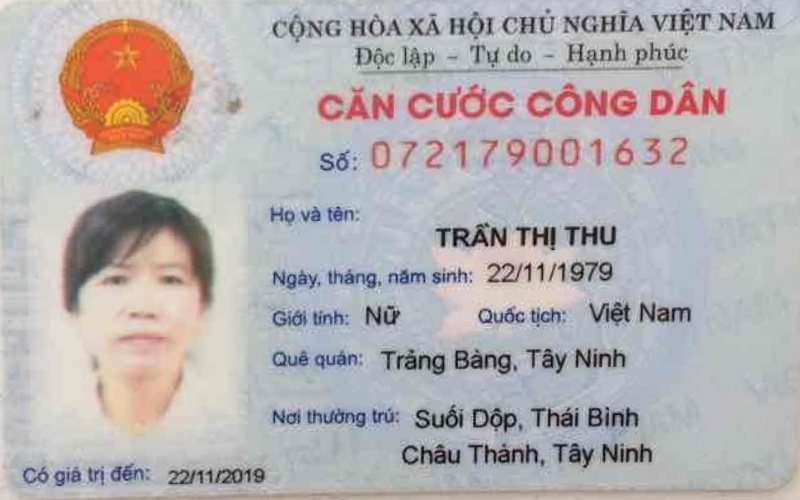 CỘNG HÒA XÃ HỘI CHỦ NGHĨA VIỆT NAM
Độc lập - Tự do - Hạnh phúc
CĂN CƯỚC CÔNG DÂN
Số: 072179001632
Họ và tên:
TRẦN THỊ THU
Ngày, tháng, năm sinh: 22/11/1979
Giới tính: Nữ Quốc tịch: Việt Nam
Quê quán: Trảng Bàng, Tây Ninh
Nơi thường trú: Suối Dộp, Thái Bình
Châu Thành, Tây Ninh
Có giá trị đến: 22/11/2019